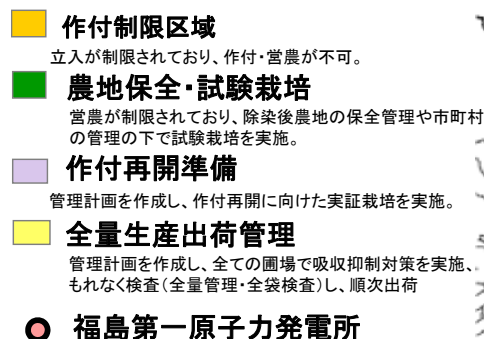 作付制限区域
立入が制限されており、作付・営農が不可。
農地保全・試験栽培
営農が制限されており、除染後農地の保全管理や市町村
の管理の下で試験栽培を実施。
作付再開準備
管理計画を作成し、作付再開に向けた実証栽培を実施。
全量生産出荷管理
管理計画を作成し、全ての圃場で吸収抑制対策を実施、
もれなく検査(全量管理・全袋検査)し、順次出荷
福島第一原子力発電所